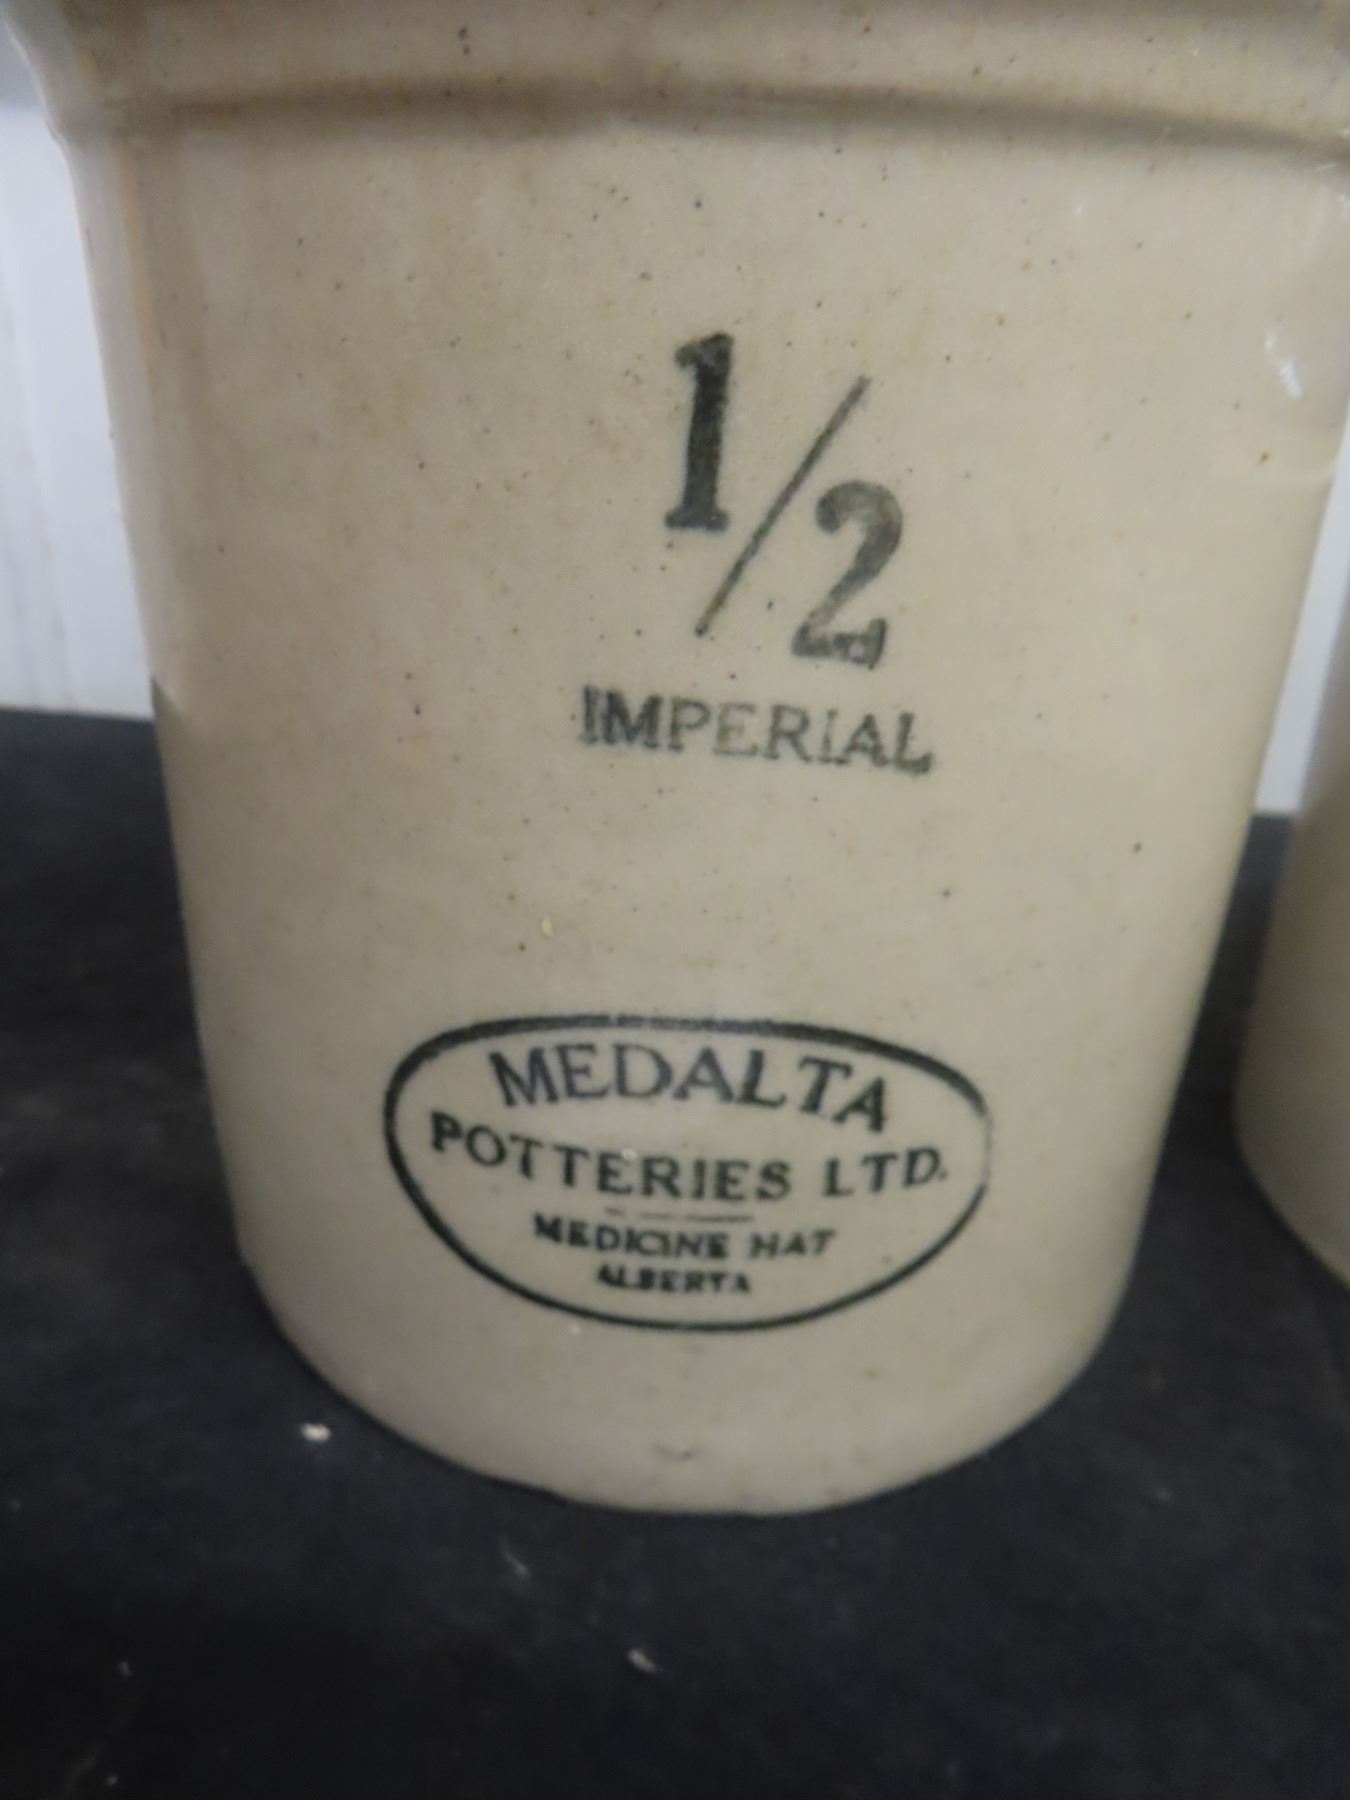 1/2
IMPERIAL
MEDALTA
POTTERIES LTD.
MEDICINE HAT
ALBERTA